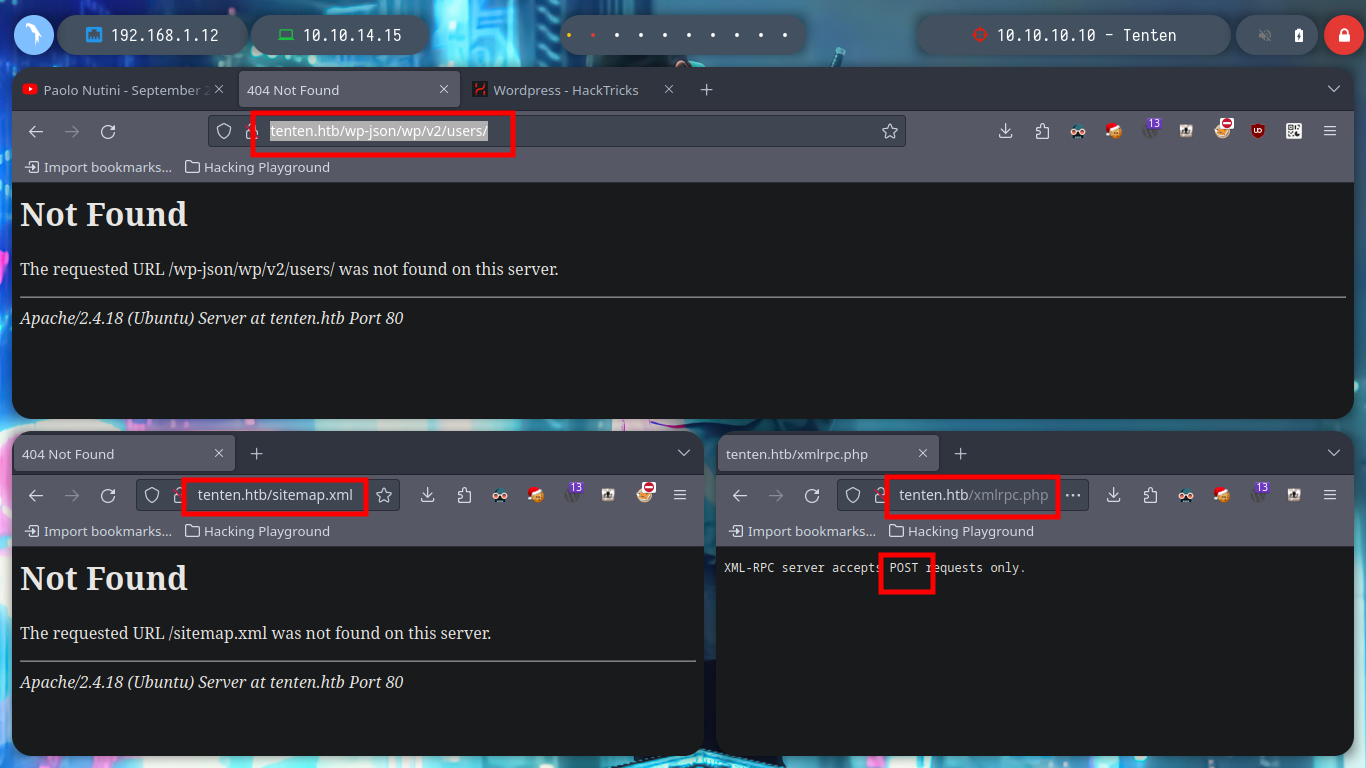 192.168.1.12
10.10.14.15
10.10.10.10 - Tenten
Paolo Nutini - September 2
404 Not Found
Wordpress - HackTricks
tenten.htb/wp-json/wp/v2/users/
13
Import bookmarks...
Hacking Playground
Not Found
The requested URL /wp-json/wp/v2/users/ was not found on this server.
Apache/2.4.18 (Ubuntu) Server at tenten.htb Port 80
404 Not Found
tenten.htb/sitemap.xml
13
Import bookmarks...
Hacking Playground
Not Found
The requested URL /sitemap.xml was not found on this server.
Apache/2.4.18 (Ubuntu) Server at tenten.htb Port 80
tenten.htb/xmlrpc.php
tenten.htb/xmlrpc.php
13
Import bookmarks...
Hacking Playground
XML-RPC server accepts POST requests only.